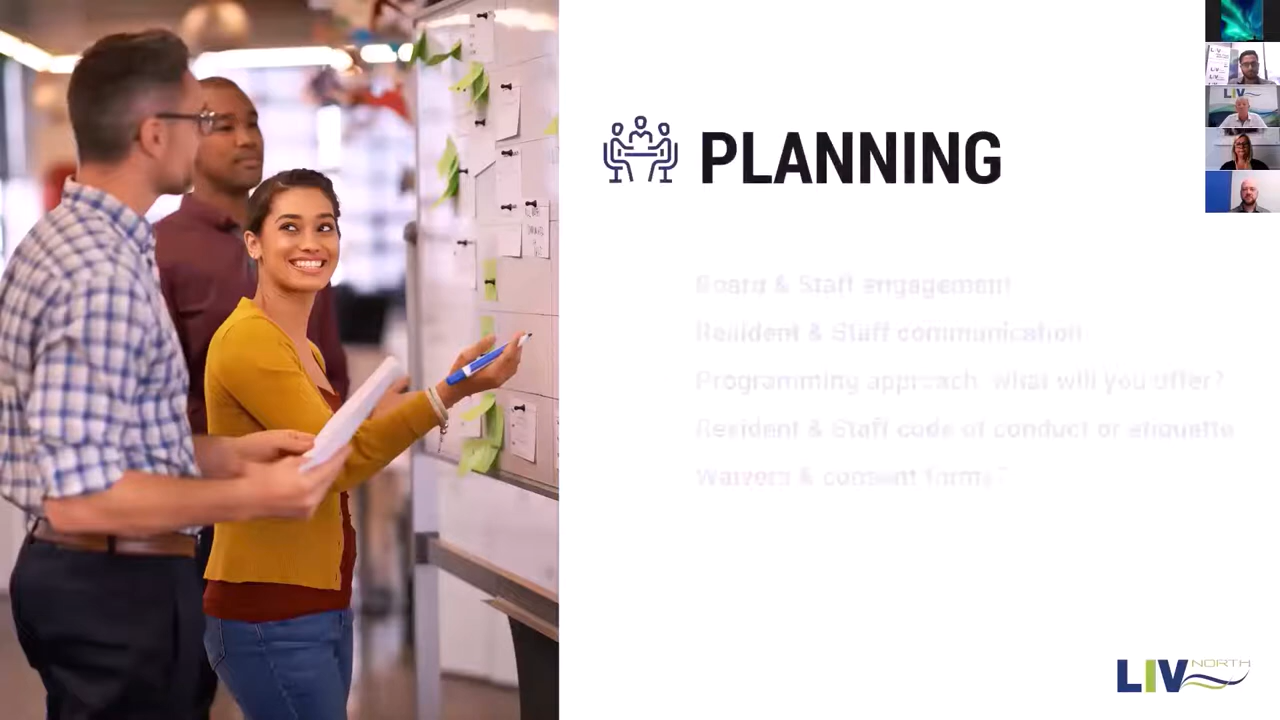 PLANNING
Board & Staff engagement
Resident & Staff communication
Programming approach, what will you offer?
Resident & Staff code of conduct or etiquette
Waivers & consent forms?
LIV NORTH
LIV